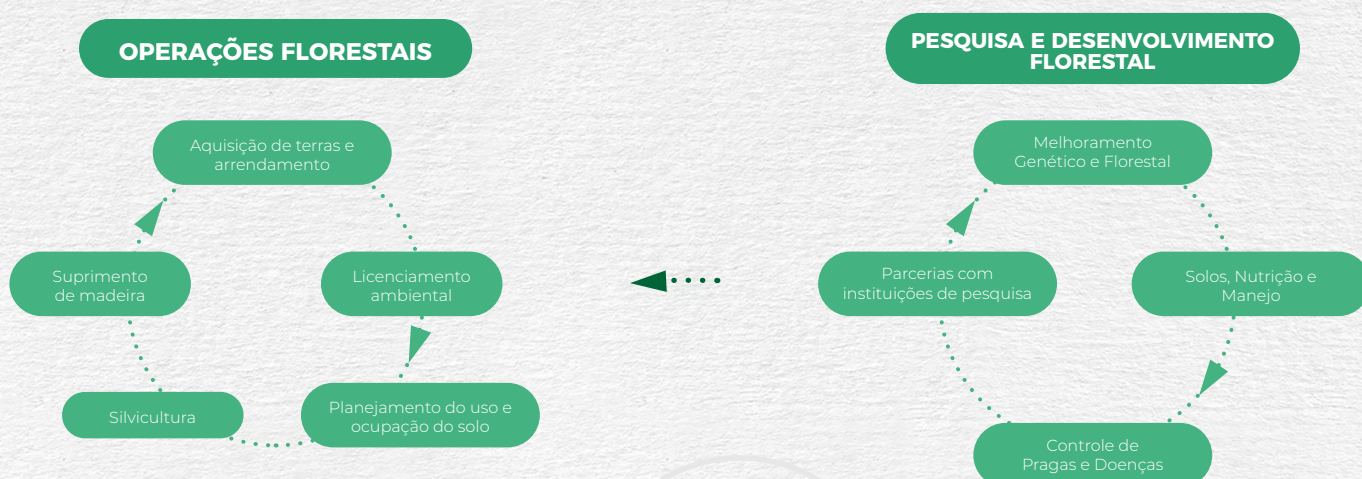 OPERAÇÕES FLORESTAIS
Aquisição de terras e
arrendamento
Licenciamento
ambiental
Planejamento do uso e
ocupação do solo
Silvicultura
Suprimento
de madeira
PESQUISA E DESENVOLVIMENTO
FLORESTAL
Melhoramento
Genético e Florestal
Solos, Nutrição e
Manejo
Controle de
Pragas e Doenças
Parcerias com
instituições de pesquisa